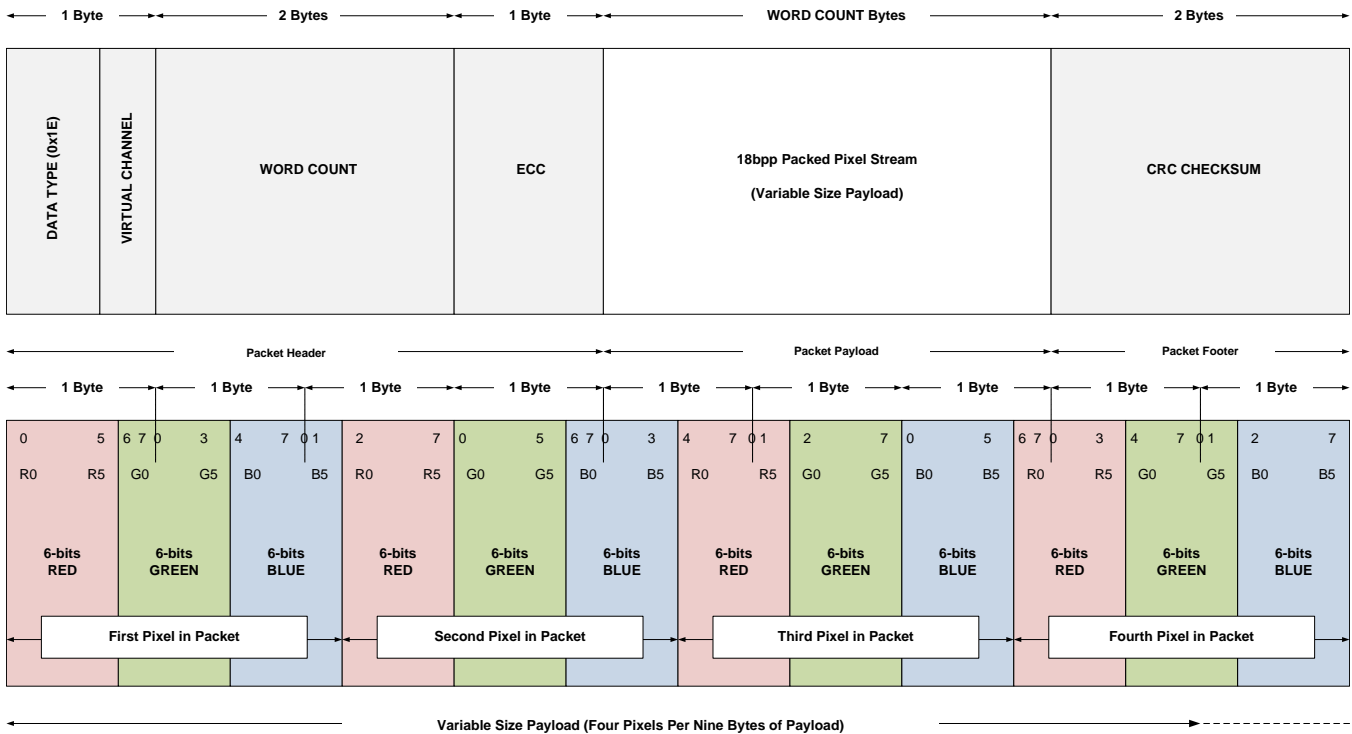 1 Byte 2 Bytes 1 Byte WORD COUNT Bytes 2 Bytes
DATA TYPE (0x1E)
VIRTUAL CHANNEL
WORD COUNT
ECC
18bpp Packed Pixel Stream
(Variable Size Payload)
CRC CHECKSUM
Packet Header Packet Payload Packet Footer
1 Byte 1 Byte 1 Byte 1 Byte 1 Byte 1 Byte 1 Byte 1 Byte 1 Byte
0 5 6 7 0 3 4 7 0 1 2 7 0 5 6 7 0 3 4 7 0 1 2 7 0 5 6 7 0 3 4 7 0 1 2 7
R0 R5 G0 G5 B0 B5 R0 R5 G0 G5 B0 B5 R0 R5 G0 G5 B0 B5 R0 R5 G0 G5 B0 B5
6-bits 6-bits 6-bits 6-bits 6-bits 6-bits 6-bits 6-bits 6-bits 6-bits 6-bits 6-bits
RED GREEN BLUE RED GREEN BLUE RED GREEN BLUE RED GREEN BLUE
First Pixel in Packet Second Pixel in Packet Third Pixel in Packet Fourth Pixel in Packet
Variable Size Payload (Four Pixels Per Nine Bytes of Payload)